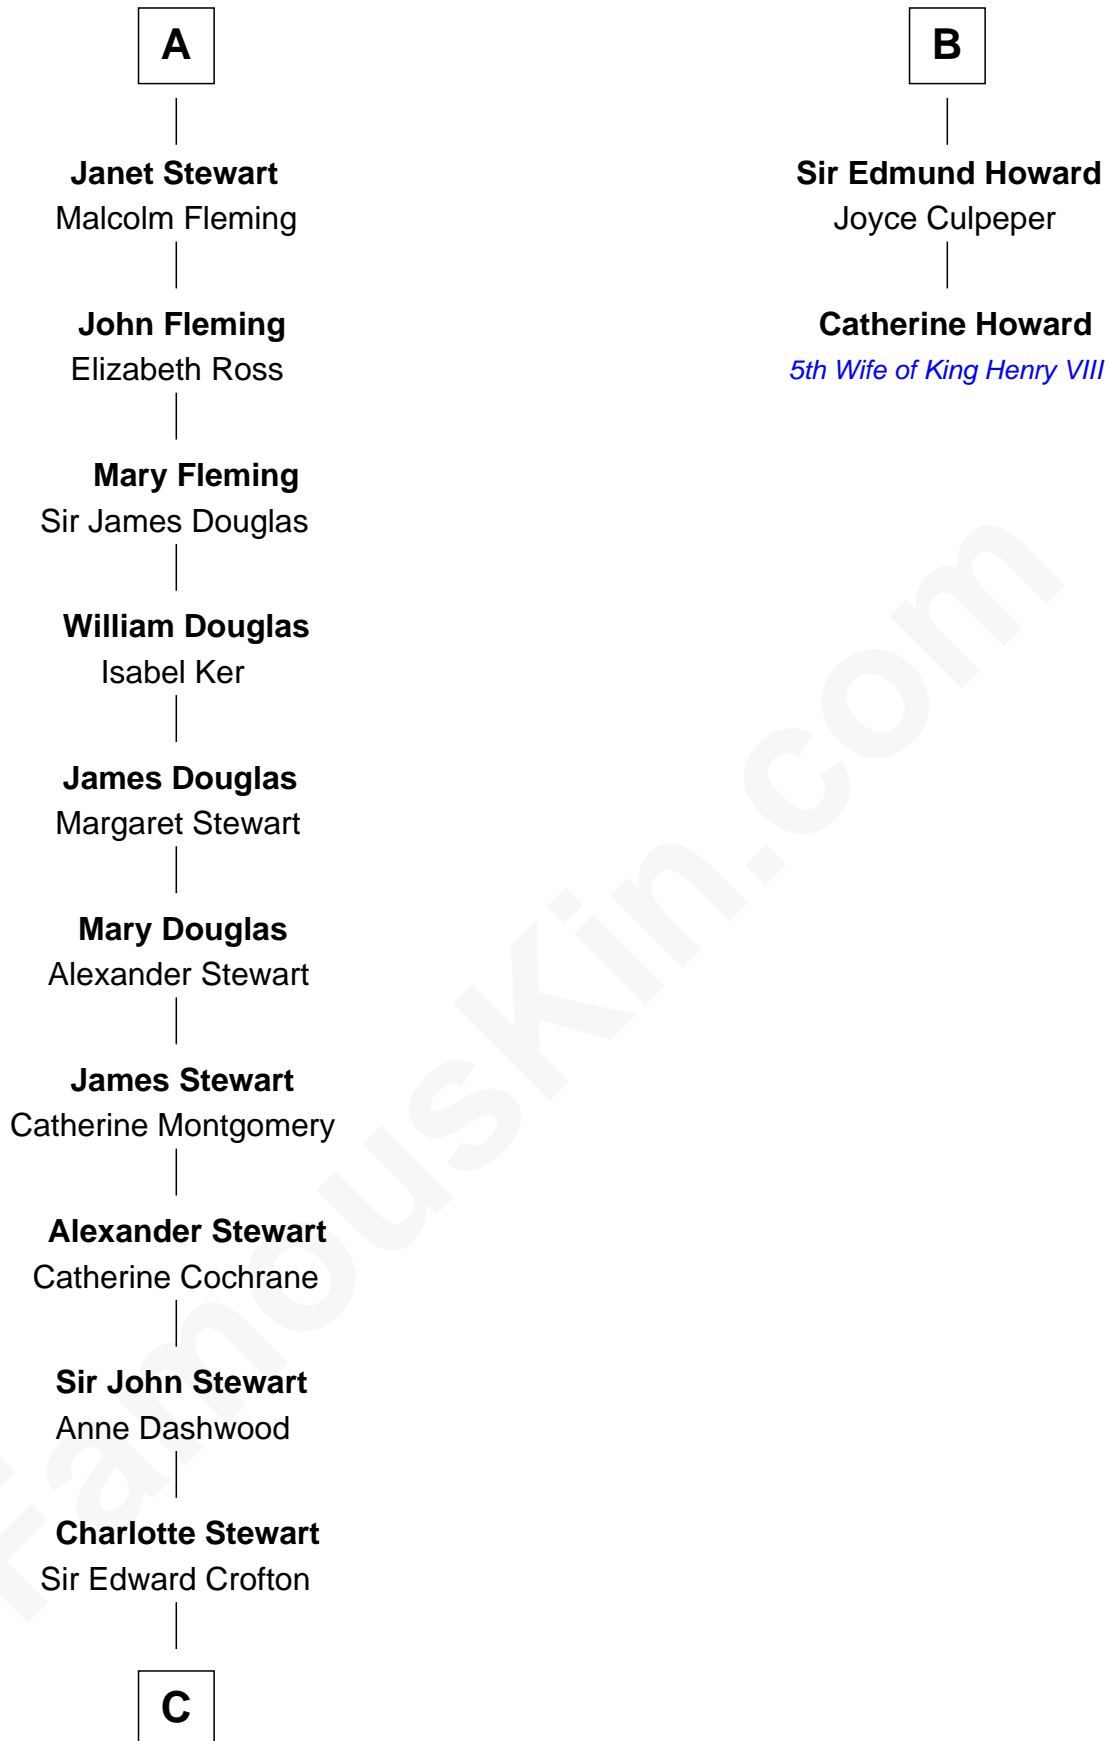 A
Janet Stewart
Malcolm Fleming
John Fleming
Elizabeth Ross
Mary Fleming
Sir James Douglas
William Douglas
Isabel Ker
James Douglas
Margaret Stewart
Mary Douglas
Alexander Stewart
James Stewart
Catherine Montgomery
Alexander Stewart
Catherine Cochrane
Sir John Stewart
Anne Dashwood
Charlotte Stewart
Sir Edward Crofton
C
B
Sir Edmund Howard
Joyce Culpeper
Catherine Howard
5th Wife of King Henry VIII
FamousKin.com